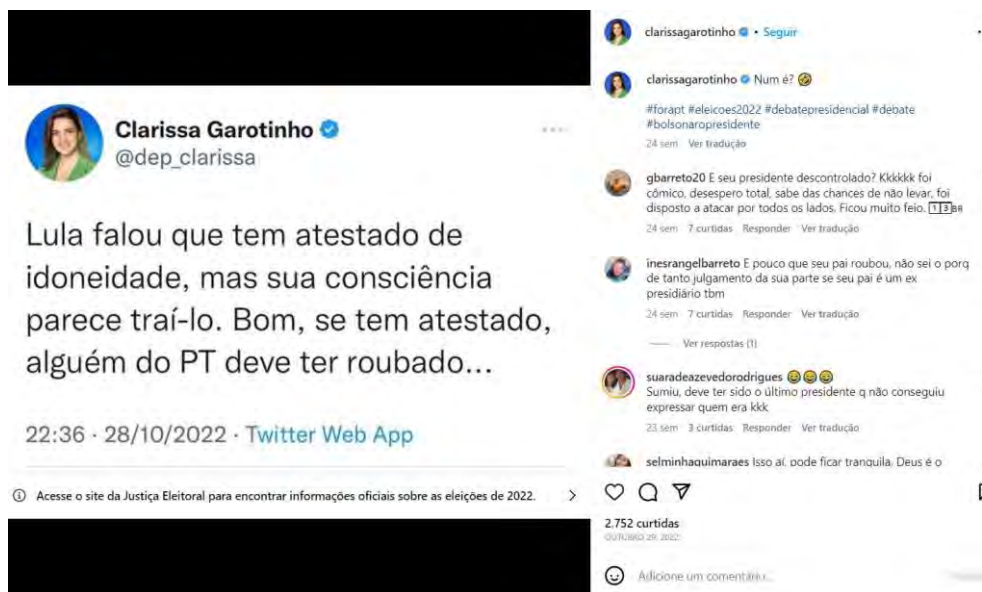 Clarissa Garotinho
@dep_clarissa
Lula falou que tem atestado de
idoneidade, mas sua consciência
parece traí-lo. Bom, se tem atestado,
alguém do PT deve ter roubado...
22:36 · 28/10/2022 · Twitter Web App
Acesse o site da Justiça Eleitoral para encontrar informações oficiais sobre as eleições de 2022.
clarissagarotinho • Seguir
clarissagarotinho Num é? 🤣
#forapt #eleicoes2022 #debatepresidencial #debate
#bolsonaropresidente
24 sem Ver tradução
gbarreto20 E seu presidente descontrolado? Kkkkkk foi
cômico, desespero total, sabe das chances de não levar, foi
disposto a atacar por todos os lados. Ficou muito feio. 1 3 BR
24 sem 7 curtidas Responder Ver tradução
inesrangelbarreto E pouco que seu pai roubou, não sei o porq
de tanto julgamento da sua parte se seu pai é um ex
presidiário tbm
24 sem 7 curtidas Responder Ver tradução
Ver respostas (1)
suaradeazevedorodrigues 😂😂😂
Sumiu, deve ter sido o último presidente q não conseguiu
expressar quem era kkk
23 sem 3 curtidas Responder Ver tradução
selminhaguimaraes Isso aí, pode ficar tranquila, Deus é o
2.752 curtidas
OUTUBRO 29, 2022
Adicione um comentário...